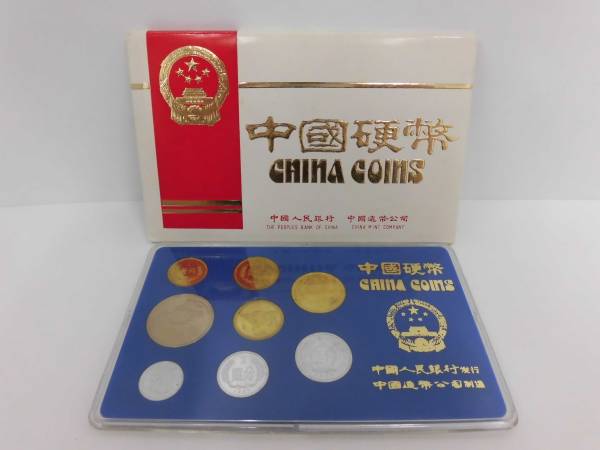 中國硬幣
CHINA COINS
中國人民銀行 中國造幣公司
THE PEOPLES BANK OF CHINA CHINA MINT COMPANY
中國硬幣
CHINA COINS
中國人民銀行发行
中國造幣公司制造